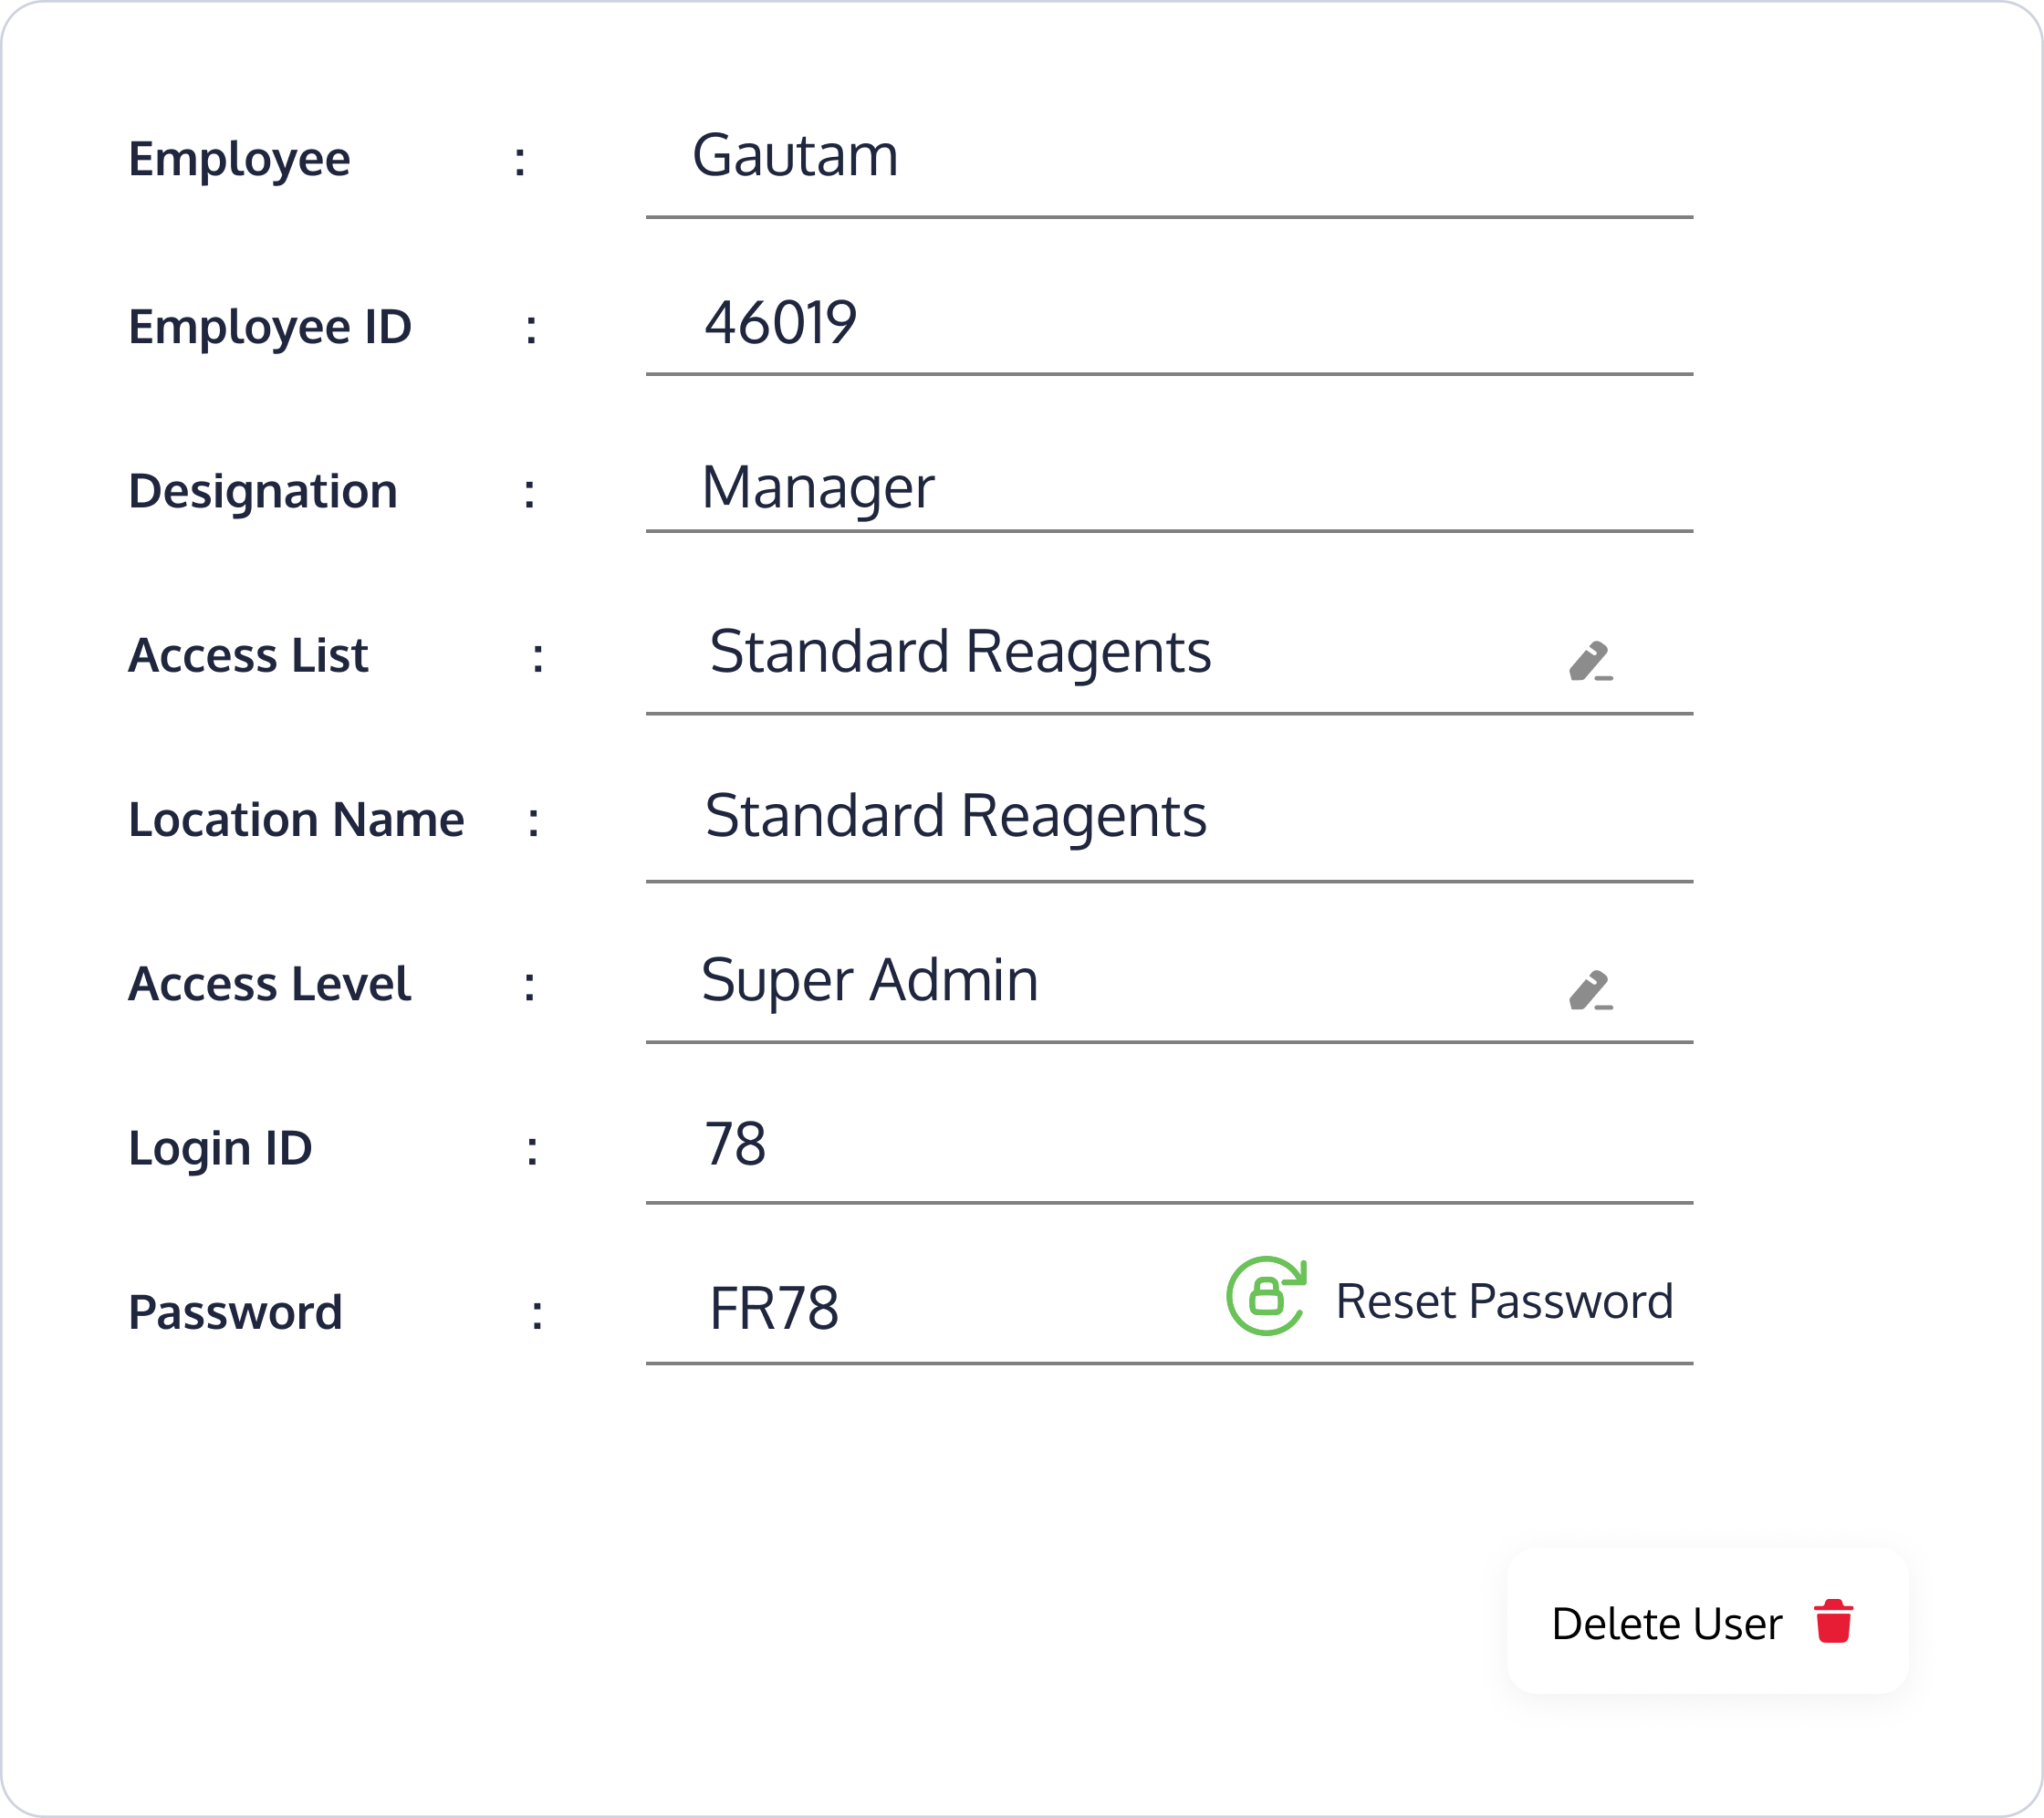 Employee : Gautam
Employee ID : 46019
Designation : Manager
Access List : Standard Reagents
Location Name : Standard Reagents
Access Level : Super Admin
Login ID : 78
Password : FR78 Reset Password
Delete User